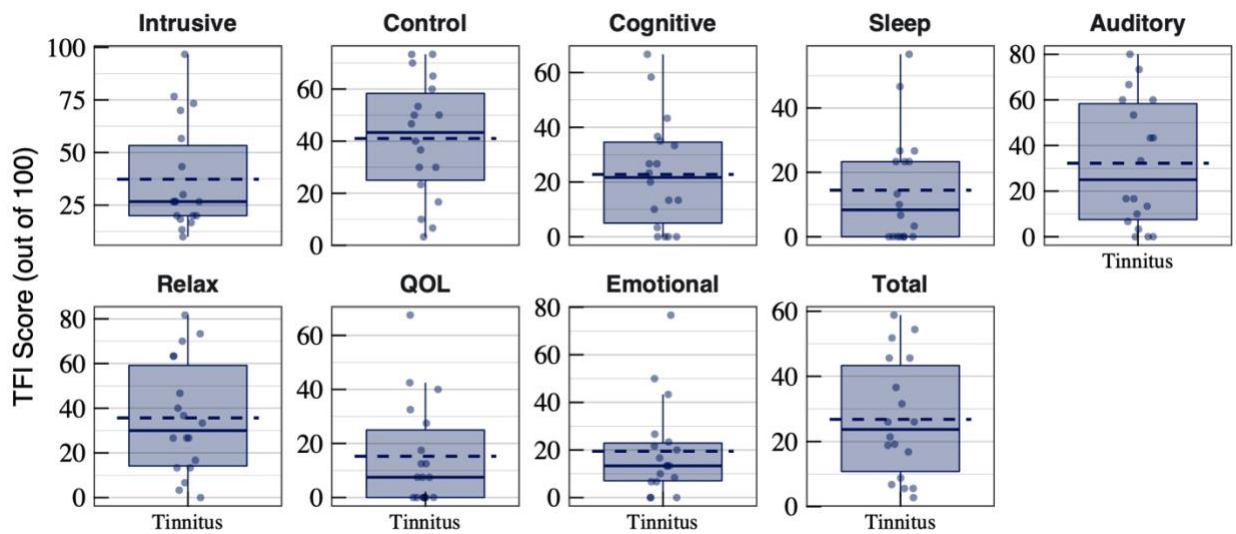 Intrusive Control Cognitive Sleep Auditory
100 75 50 25
60 40 20 0
60 40 20 0
40 20 0
80 60 40 20 0
Tinnitus
TFI Score (out of 100)
Relax QOL Emotional Total
80 60 40 20 0
60 40 20 0
80 60 40 20 0
60 40 20 0
Tinnitus Tinnitus Tinnitus Tinnitus